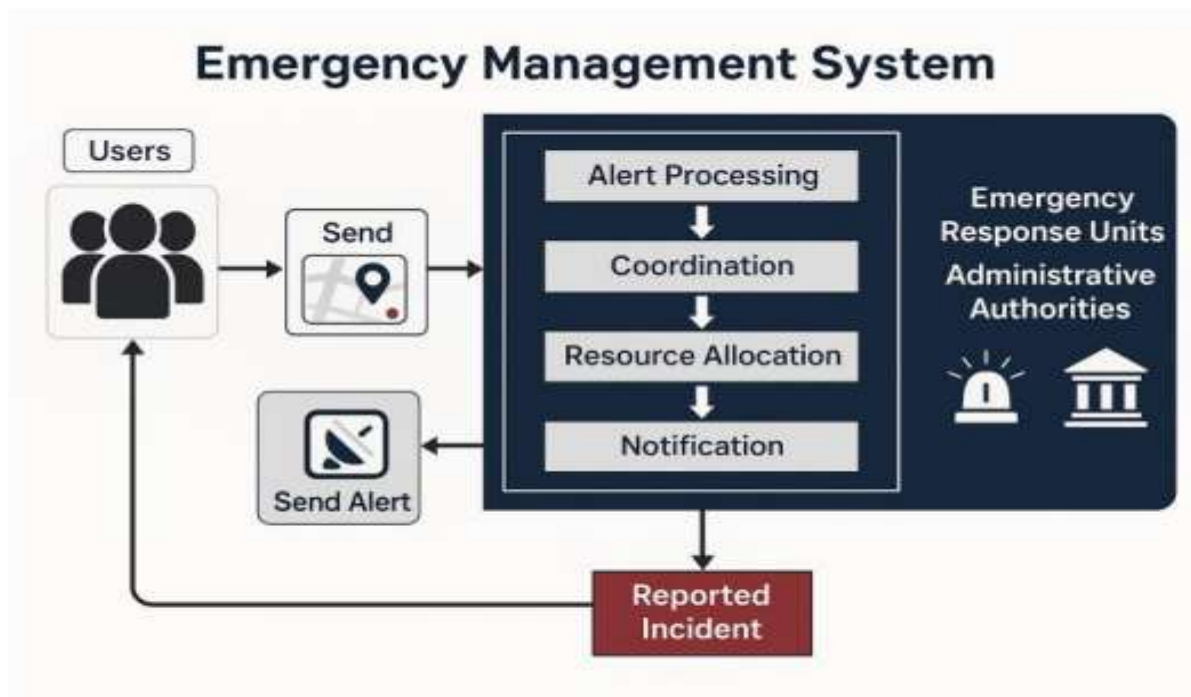 Emergency Management System
Users
Send
Alert Processing
Coordination
Resource Allocation
Notification
Emergency
Response Units
Administrative
Authorities
Send Alert
Reported
Incident